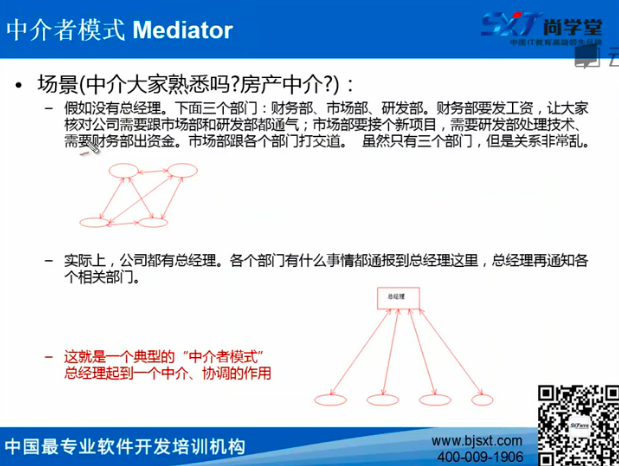 中介者模式 Mediator
SXT 尚学堂
中国IT教育高端领先品牌
云
• 场景(中介大家熟悉吗?房产中介?)：
– 假如没有总经理。下面三个部门：财务部、市场部、研发部。财务部要发工资，让大家
核对公司需要跟市场部和研发部都通气；市场部要接个新项目，需要研发部处理技术、
需要财务部出资金。市场部跟各个部门打交道。 虽然只有三个部门，但是关系非常乱。
– 实际上，公司都有总经理。各个部门有什么事情都通报到总经理这里，总经理再通知各
个相关部门。
总经理
– 这就是一个典型的“中介者模式”
总经理起到一个中介、协调的作用
中国最专业软件开发培训机构
www.bjsxt.com
400-009-1906